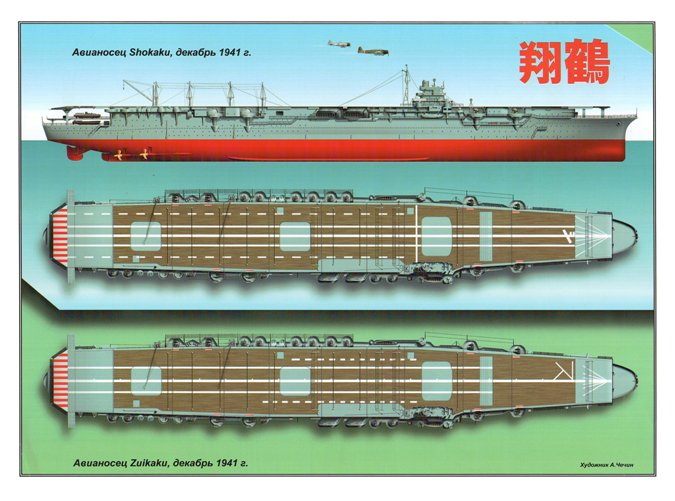 Авианосец Shokaku, декабрь 1941 г.
翔鶴
Авианосец Zuikaku, декабрь 1941 г.
Художник А.Чечин